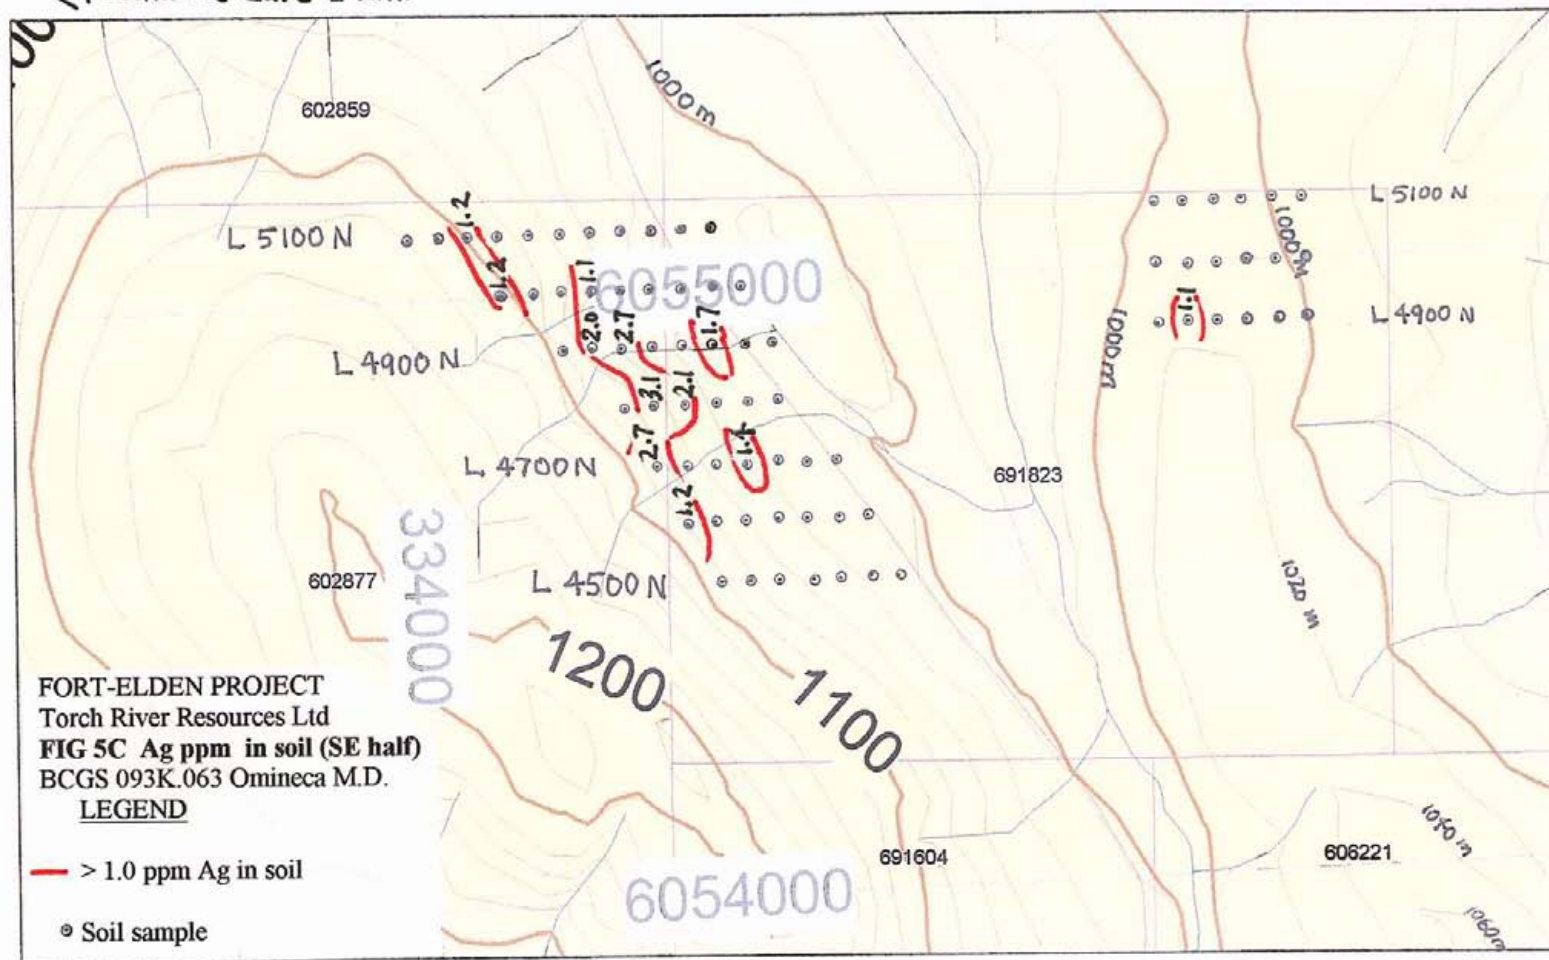 602859
1000m
L 5100 N
1.2
L 5100 N
1000m
1.2
1.1
6055000
1.1
L 4900 N
2.0
2.7
1.7
1000m
L 4900 N
3.1
2.1
2.7
L 4700 N
691823
1.2
334000
602877
L 4500 N
1020 m
1200
1100
FORT-ELDEN PROJECT
Torch River Resources Ltd
FIG 5C Ag ppm in soil (SE half)
BCGS 093K.063 Omineca M.D.
LEGEND
> 1.0 ppm Ag in soil
Soil sample
691604
606221
1040 m
6054000
1060m